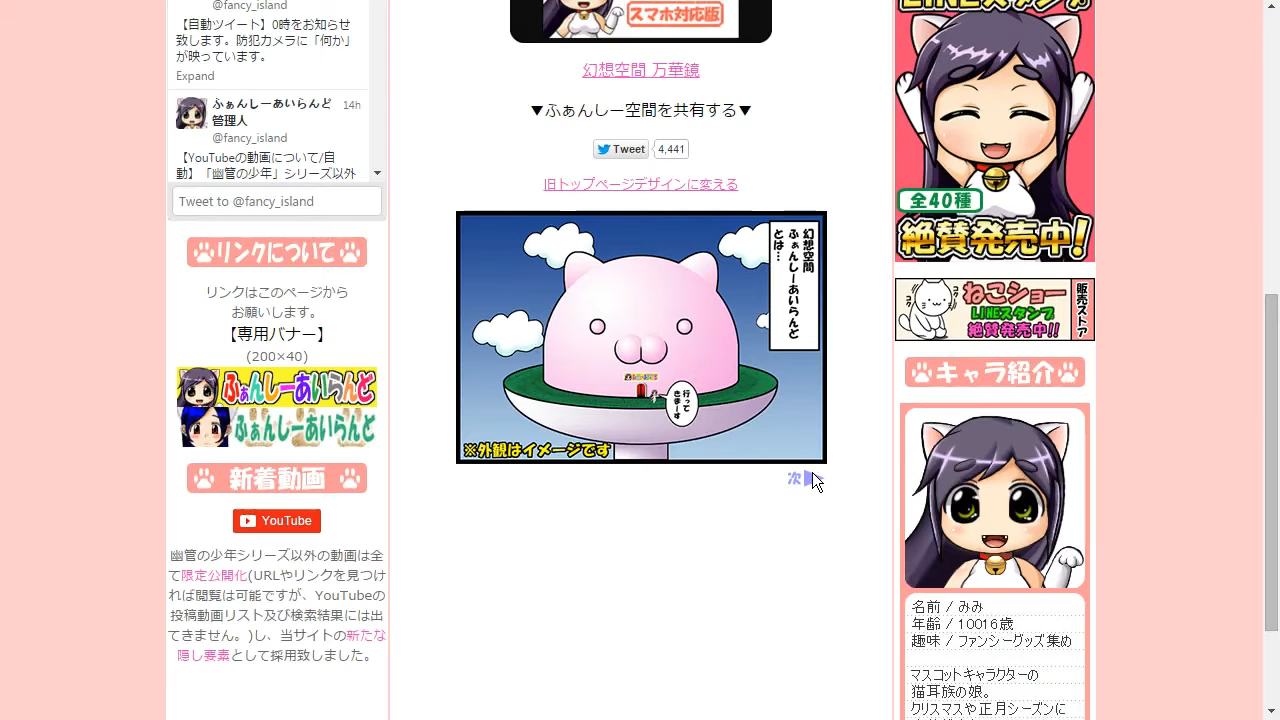 @fancy_island
【自動ツイート】0時をお知らせ
致します。防犯カメラに「何か」
が映っています。
Expand
ふぁんしーあいらんど 14h
管理人
@fancy_island
【YouTubeの動画について/自
動】「幽管の少年」シリーズ以外
Tweet to @fancy_island
リンクについて
リンクはこのページから
お願いします。
【専用バナー】
(200×40)
ふぁんしーあいらんど
ふぁんしーあいらんど
新着動画
YouTube
幽管の少年シリーズ以外の動画は全
て限定公開化(URLやリンクを見つけ
れば閲覧は可能ですが、YouTubeの
投稿動画リスト及び検索結果には出
てきません。)し、当サイトの新たな
隠し要素として採用致しました。
スマホ対応版
幻想空間 万華鏡
▼ふぁんしー空間を共有する▼
Tweet 4,441
旧トップページデザインに変える
幻想空間
ふぁんしーあいらんど
とは…
行って
きまーす
※外観はイメージです
次
LINEスタンプ
全40種
絶賛発売中!
ねこショー
LINEスタンプ
絶賛発売中!!
販売ストア
キャラ紹介
名前 / みみ
年齢 / 10016歳
趣味 / ファンシーグッズ集め
マスコットキャラクターの
猫耳族の娘。
クリスマスや正月シーズンに